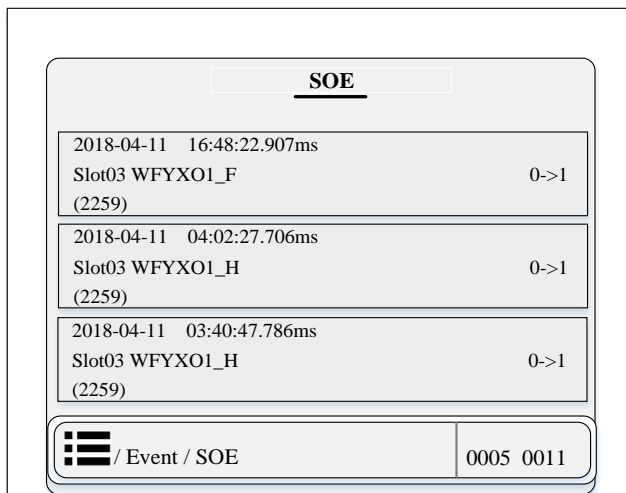 SOE
2018-04-11 16:48:22.907ms
Slot03 WFYXO1_F 0->1
(2259)
2018-04-11 04:02:27.706ms
Slot03 WFYXO1_H 0->1
(2259)
2018-04-11 03:40:47.786ms
Slot03 WFYXO1_H 0->1
(2259)
/ Event / SOE 0005 0011